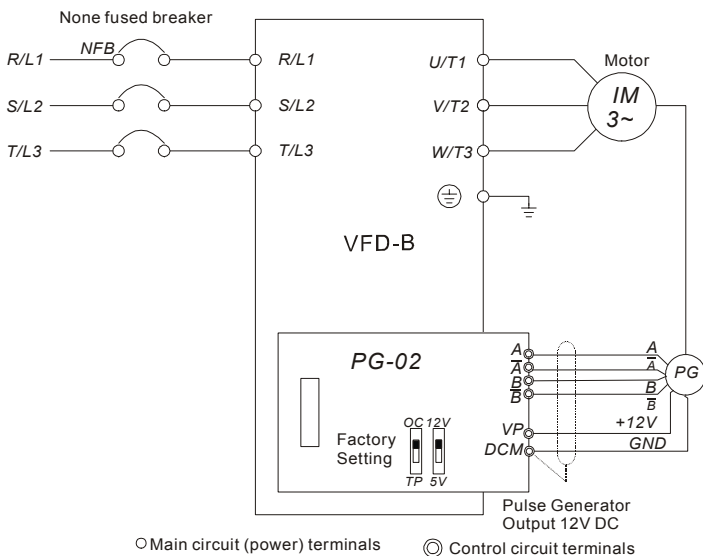 None fused breaker
R/L1 NFB R/L1 U/T1 Motor
S/L2 S/L2 V/T2 IM
3~
T/L3 T/L3 W/T3
VFD-B
PG-02
A A A
A̅ A̅
B B PG
B̅ B̅
OC 12V VP +12V
Factory
Setting DCM GND
TP 5V
Pulse Generator
Output 12V DC
Main circuit (power) terminals Control circuit terminals